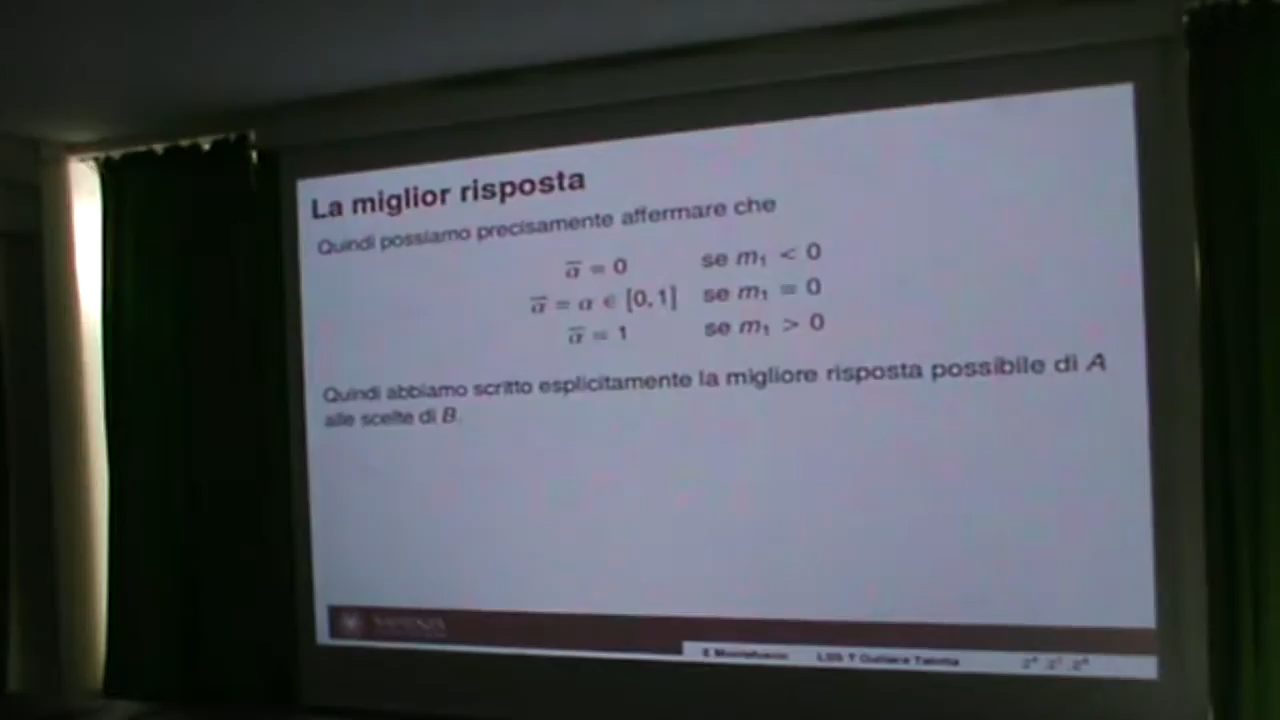 La miglior risposta
Quindi possiamo precisamente affermare che
ᾱ = 0 se m₁ < 0
ᾱ = α ∈ [0, 1] se m₁ = 0
ᾱ = 1 se m₁ > 0
Quindi abbiamo scritto esplicitamente la migliore risposta possibile di A
alle scelte di B.
SAPIENZA